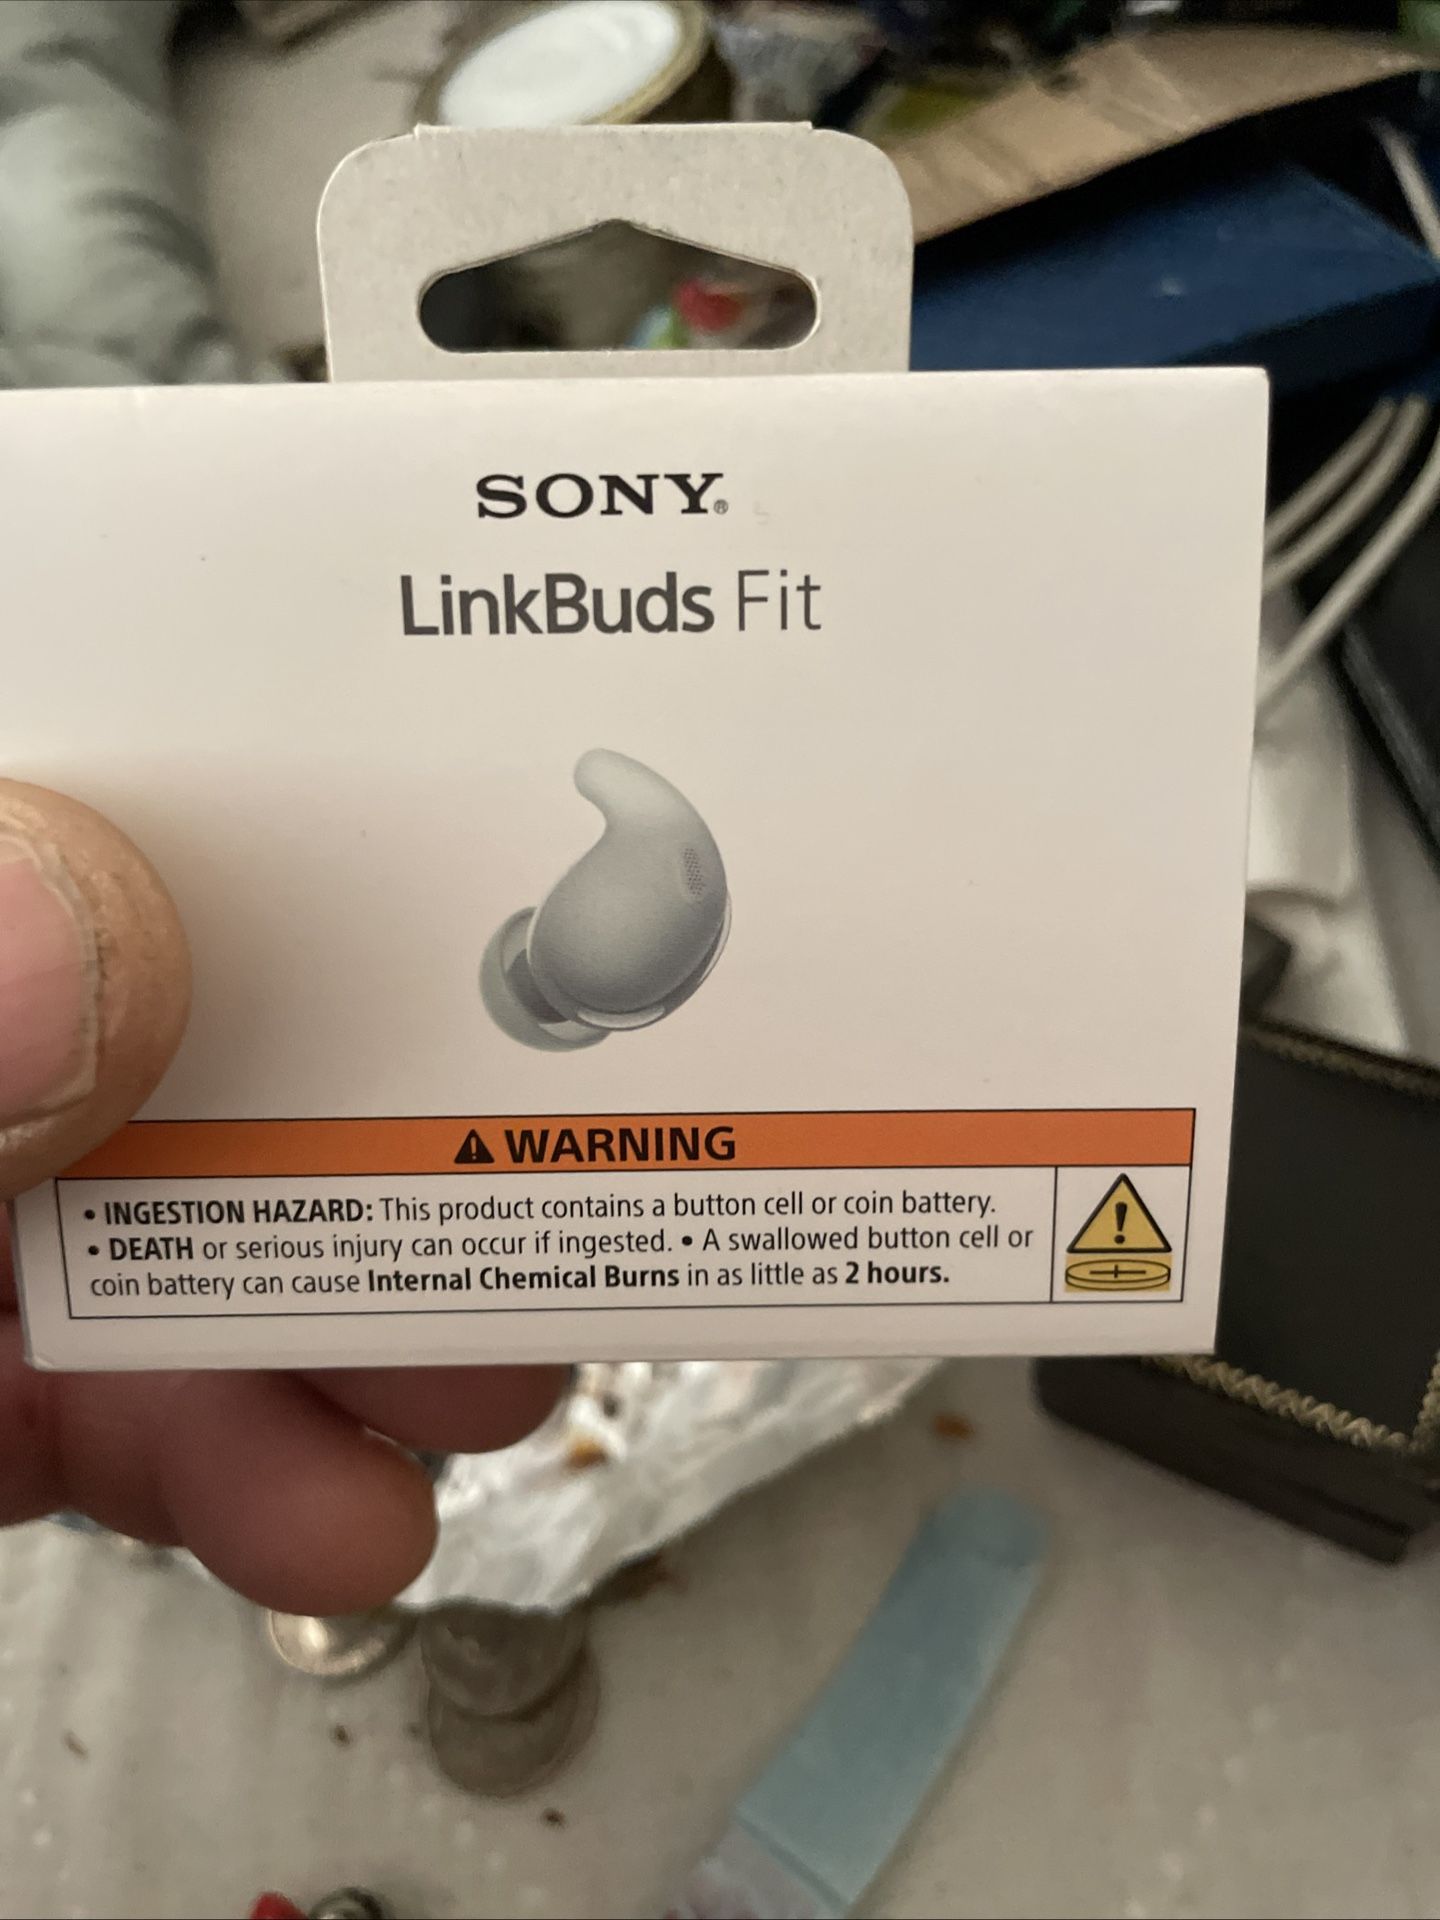 SONY®
LinkBuds Fit
⚠ WARNING
• INGESTION HAZARD: This product contains a button cell or coin battery.
• DEATH or serious injury can occur if ingested. • A swallowed button cell or
coin battery can cause Internal Chemical Burns in as little as 2 hours.